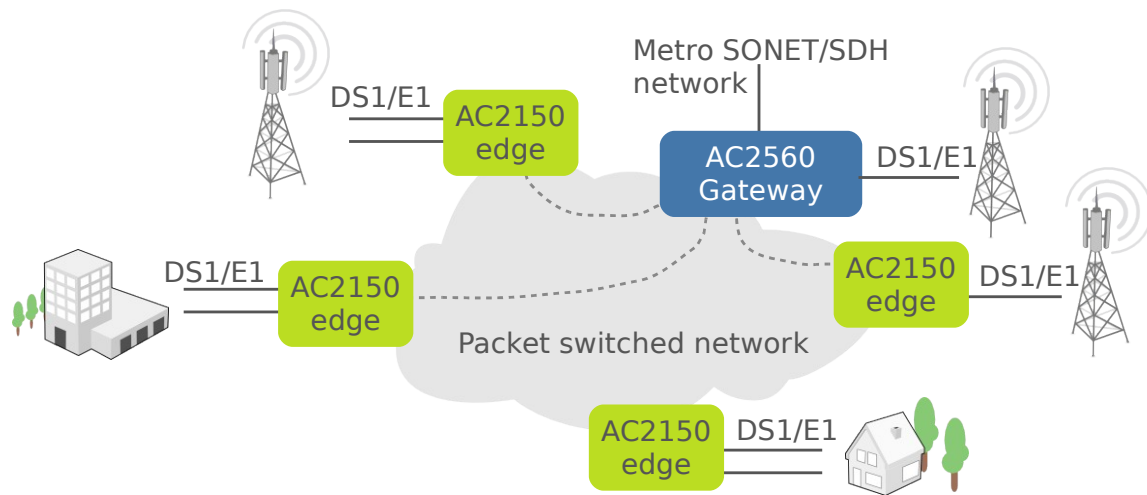 Metro SONET/SDH
network
DS1/E1
AC2150
edge
AC2560
Gateway
DS1/E1
DS1/E1
AC2150
edge
AC2150
edge
DS1/E1
Packet switched network
AC2150
edge
DS1/E1